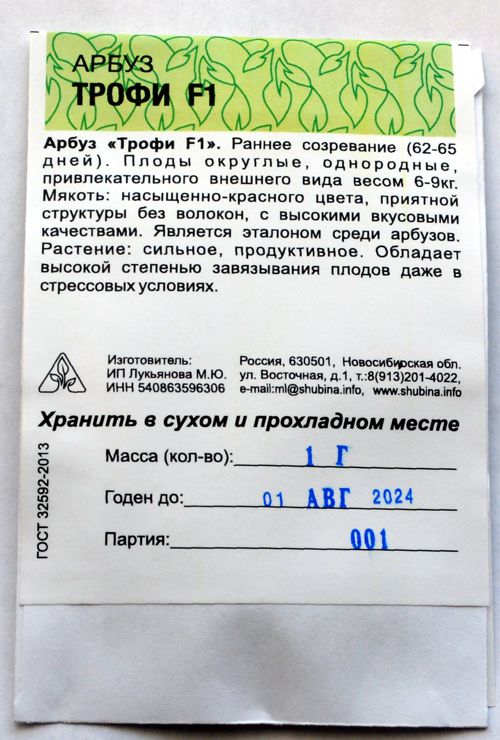 АРБУЗ
ТРОФИ F1
Арбуз «Трофи F1». Раннее созревание (62-65
дней). Плоды округлые, однородные,
привлекательного внешнего вида весом 6-9кг.
Мякоть: насыщенно-красного цвета, приятной
структуры без волокон, с высокими вкусовыми
качествами. Является эталоном среди арбузов.
Растение: сильное, продуктивное. Обладает
высокой степенью завязывания плодов даже в
стрессовых условиях.
Изготовитель:
ИП Лукьянова М.Ю.
ИНН 540863596306
Россия, 630501, Новосибирская обл.
ул. Восточная, д.1, т.:8(913)201-4022,
e-mail:ml@shubina.info, www.shubina.info
Хранить в сухом и прохладном месте
ГОСТ 32592-2013
Масса (кол-во): 1 Г
Годен до: 01 АВГ 2024
Партия: 001